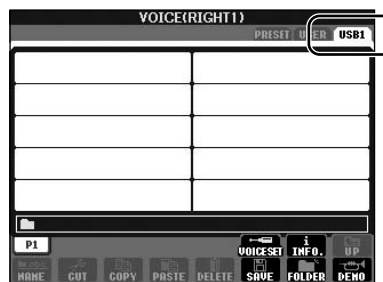 VOICE(RIGHT1)
PRESET USER USB1
P1
VOICESET INFO. UP
NAME CUT COPY PASTE DELETE SAVE FOLDER DEMO